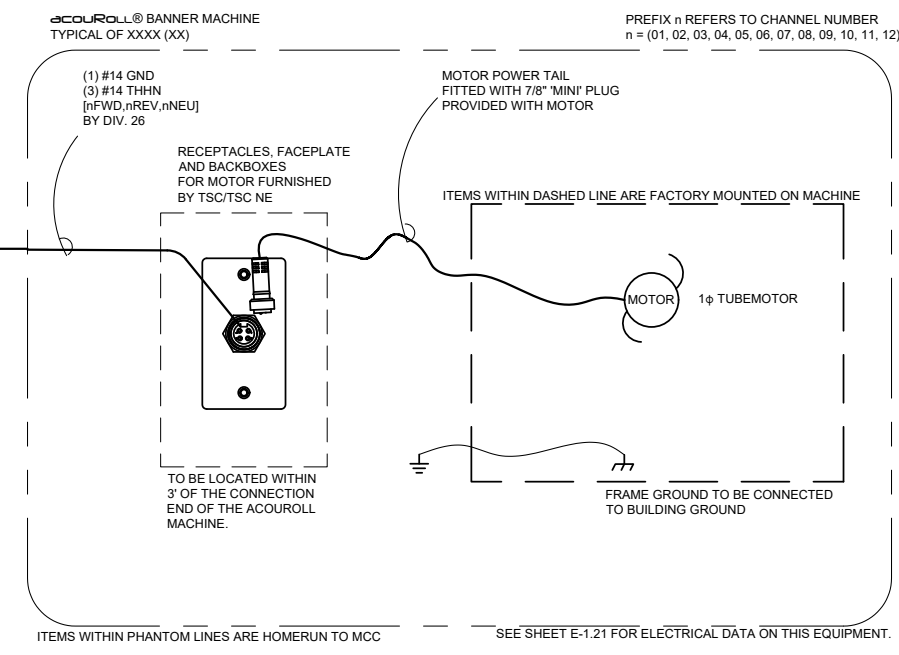 acouRoLL® BANNER MACHINE
TYPICAL OF XXXX (XX)
PREFIX n REFERS TO CHANNEL NUMBER
n = (01, 02, 03, 04, 05, 06, 07, 08, 09, 10, 11, 12)
(1) #14 GND
(3) #14 THHN
[nFWD,nREV,nNEU]
BY DIV. 26
MOTOR POWER TAIL
FITTED WITH 7/8" 'MINI' PLUG
PROVIDED WITH MOTOR
RECEPTACLES, FACEPLATE
AND BACKBOXES
FOR MOTOR FURNISHED
BY TSC/TSC NE
ITEMS WITHIN DASHED LINE ARE FACTORY MOUNTED ON MACHINE
MOTOR
1ϕ TUBEMOTOR
TO BE LOCATED WITHIN
3' OF THE CONNECTION
END OF THE ACOUROLL
MACHINE.
FRAME GROUND TO BE CONNECTED
TO BUILDING GROUND
ITEMS WITHIN PHANTOM LINES ARE HOMERUN TO MCC
SEE SHEET E-1.21 FOR ELECTRICAL DATA ON THIS EQUIPMENT.